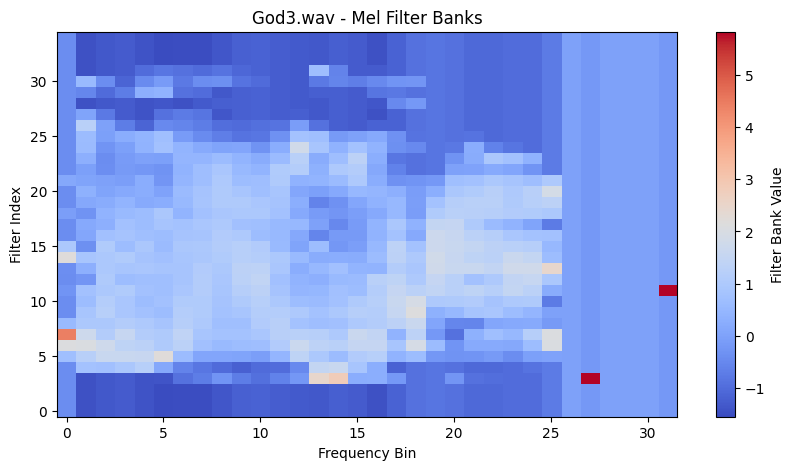 God3.wav - Mel Filter Banks
Filter Index
30
25
20
15
10
5
0
0 5 10 15 20 25 30
Frequency Bin
5
4
3
2
1
0
−1
Filter Bank Value